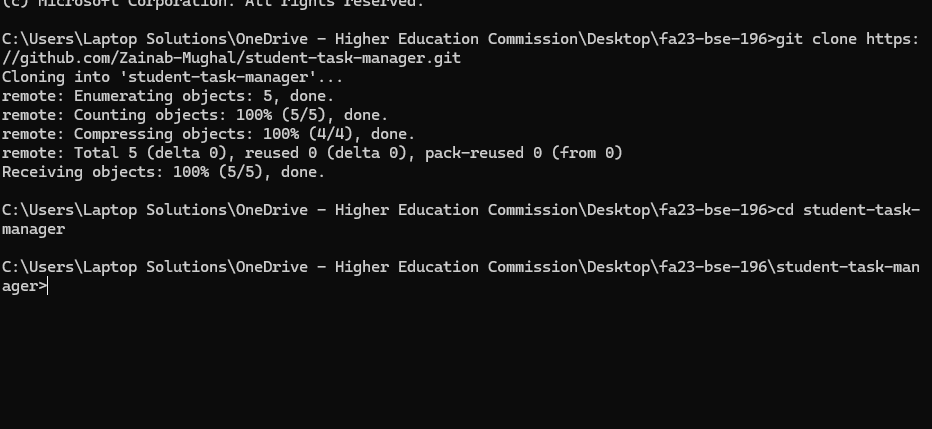 (c) Microsoft Corporation. All rights reserved.
C:\Users\Laptop Solutions\OneDrive - Higher Education Commission\Desktop\fa23-bse-196>git clone https:
//github.com/Zainab-Mughal/student-task-manager.git
Cloning into 'student-task-manager'...
remote: Enumerating objects: 5, done.
remote: Counting objects: 100% (5/5), done.
remote: Compressing objects: 100% (4/4), done.
remote: Total 5 (delta 0), reused 0 (delta 0), pack-reused 0 (from 0)
Receiving objects: 100% (5/5), done.
C:\Users\Laptop Solutions\OneDrive - Higher Education Commission\Desktop\fa23-bse-196>cd student-task-
manager
C:\Users\Laptop Solutions\OneDrive - Higher Education Commission\Desktop\fa23-bse-196\student-task-man
ager>